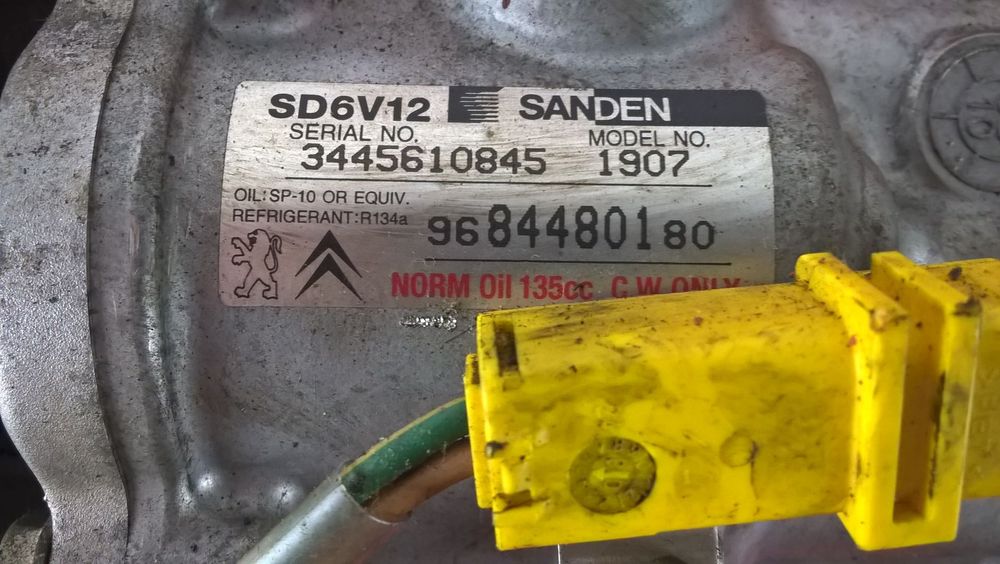 SD6V12 SANDEN
SERIAL NO. MODEL NO.
3445610845 1907
OIL:SP-10 OR EQUIV.
REFRIGERANT:R134a
9684480180
NORM Oil 135cc C.W ONLY